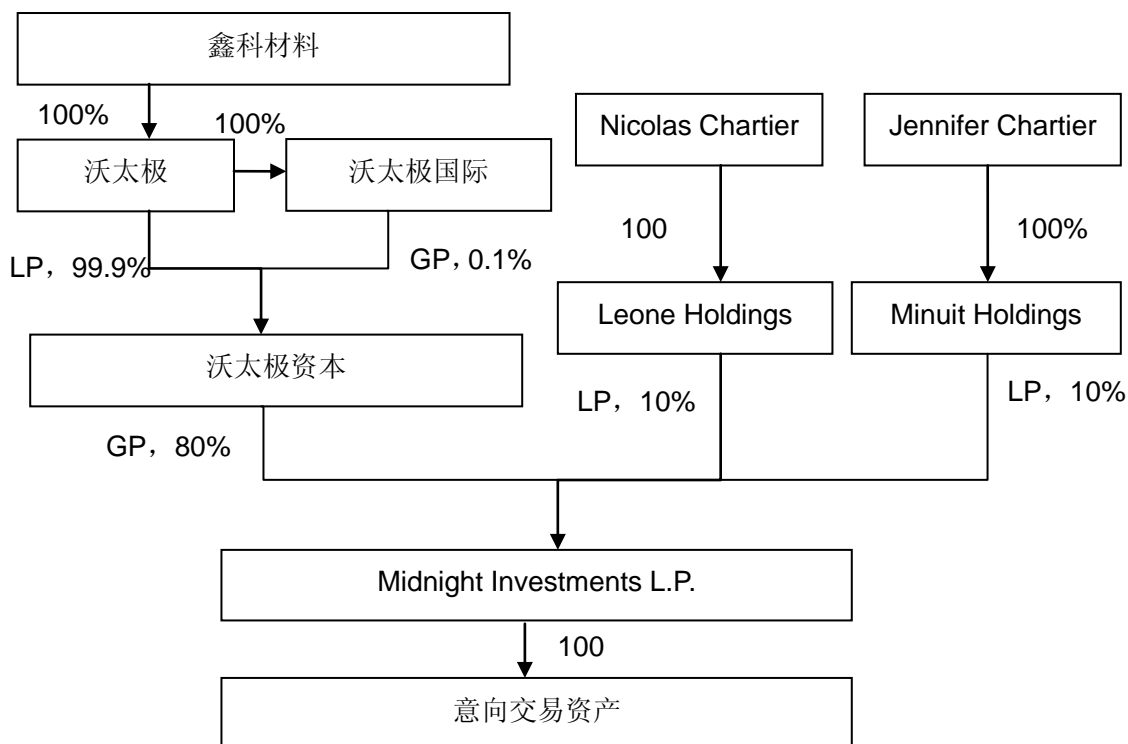 鑫科材料
100%
100%
Nicolas Chartier
Jennifer Chartier
沃太极
沃太极国际
100
100%
LP，99.9%
GP，0.1%
Leone Holdings
Minuit Holdings
沃太极资本
LP，10%
LP，10%
GP，80%
Midnight Investments L.P.
100
意向交易资产